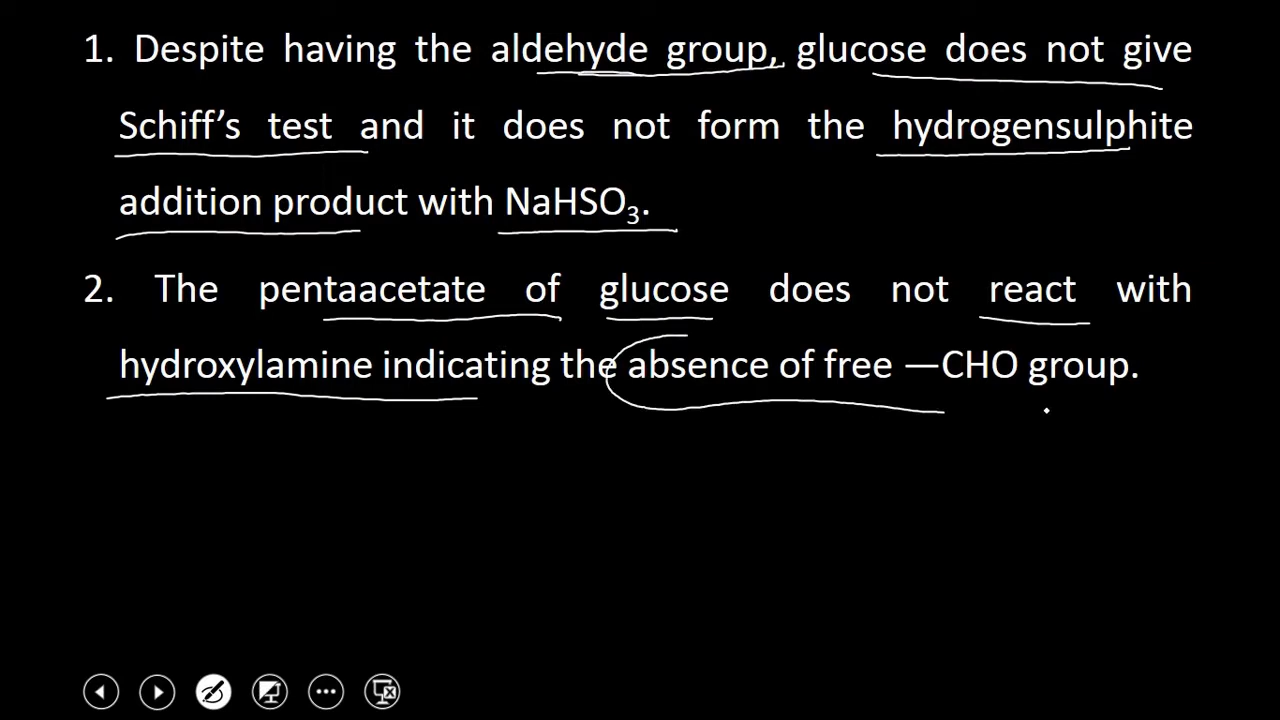 1. Despite having the aldehyde group, glucose does not give
Schiff’s test and it does not form the hydrogensulphite
addition product with NaHSO₃.
2. The pentaacetate of glucose does not react with
hydroxylamine indicating the absence of free —CHO group.